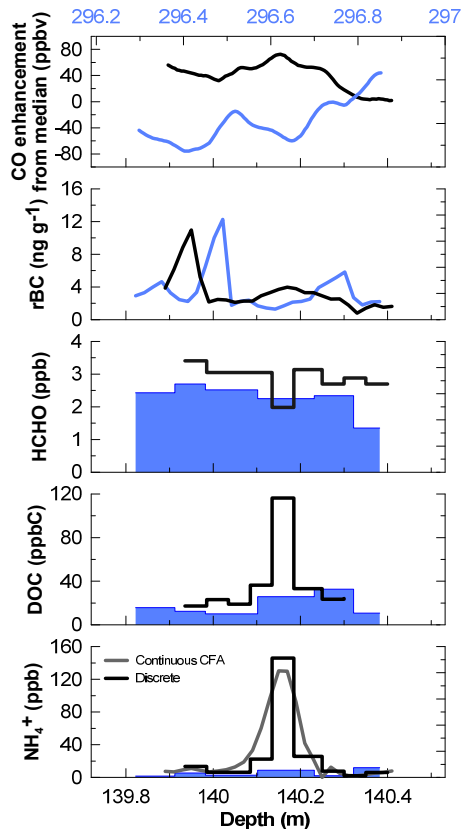 296.2 296.4 296.6 296.8 297
CO enhancement
from median (ppbv)
80
40
0
-40
-80
rBC (ng g-1)
16
12
8
4
0
HCHO (ppb)
4
3
2
1
0
DOC (ppbC)
120
80
40
0
NH4+
(ppb)
160
120
80
40
0
Continuous CFA
Discrete
139.8 140 140.2 140.4
Depth (m)